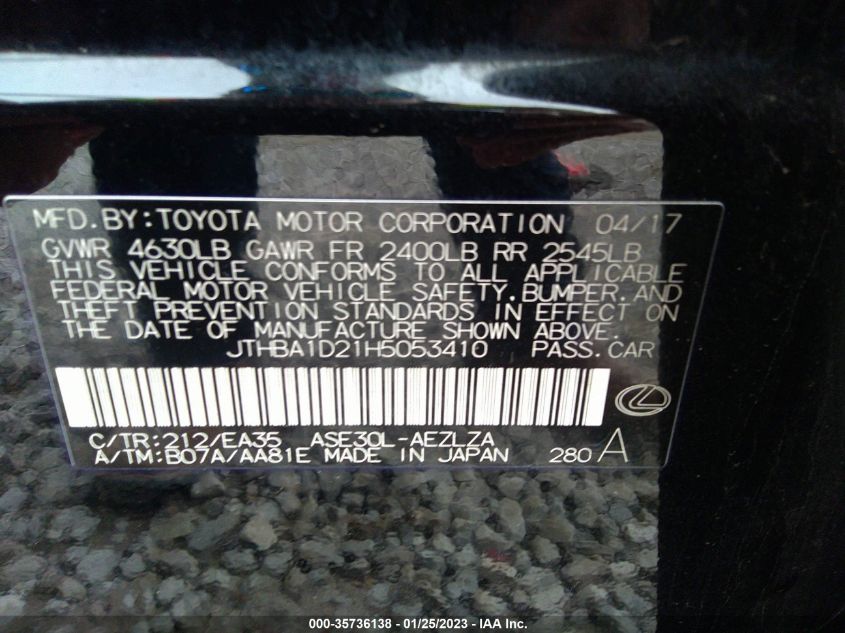 MFD.BY:TOYOTA MOTOR CORPORATION 04/17
GVWR 4630LB GAWR FR 2400LB RR 2545LB
THIS VEHICLE CONFORMS TO ALL APPLICABLE
FEDERAL MOTOR VEHICLE SAFETY,BUMPER,AND
THEFT PREVENTION STANDARDS IN EFFECT ON
THE DATE OF MANUFACTURE SHOWN ABOVE.
JTHBA1D21H5053410 PASS.CAR
C/TR:212/EA35 ASE30L-AEZLZA
A/TM:B07A/AA81E MADE IN JAPAN 280 A
000-35736138 — 01/25/2023 — IAA Inc.